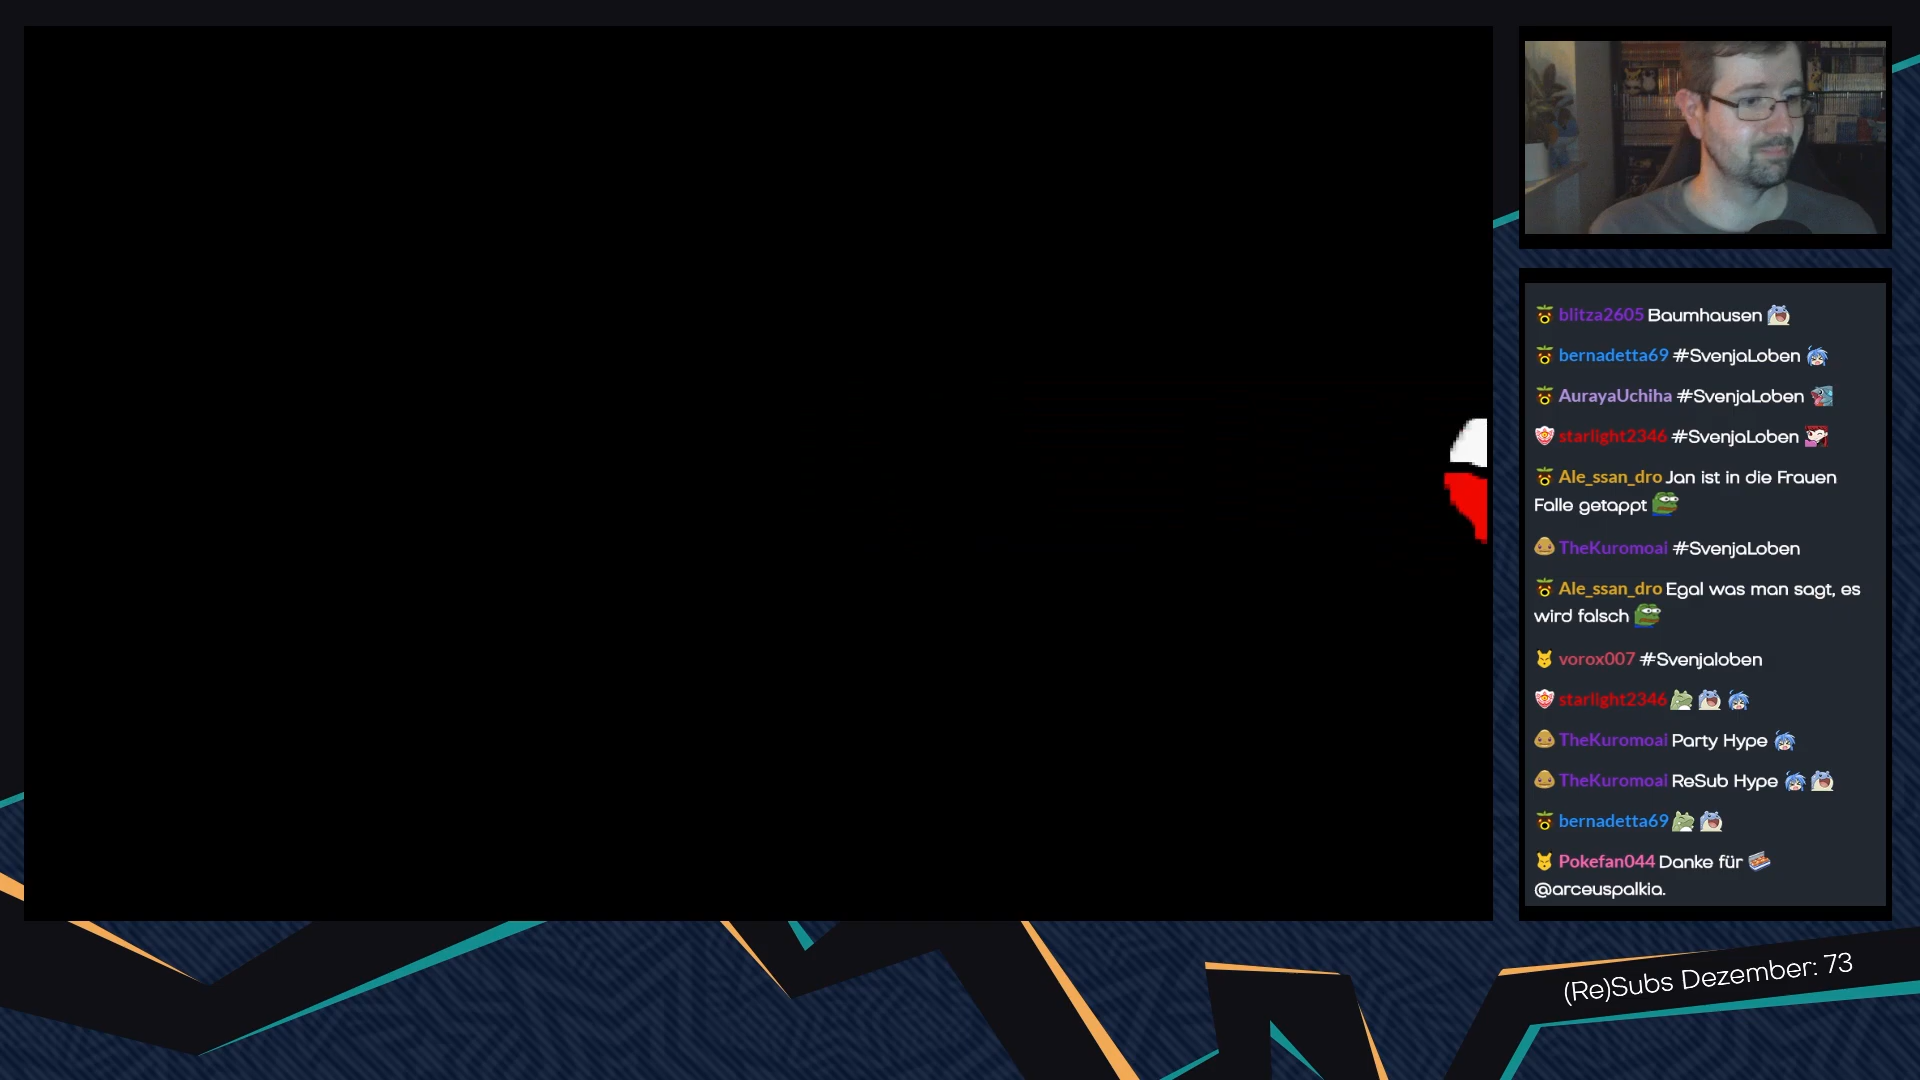 blitza2605 Baumhausen
bernadetta69 #SvenjaLoben
AurayaUchiha #SvenjaLoben
starlight2346 #SvenjaLoben
Ale_ssan_dro Jan ist in die Frauen
Falle getappt
TheKuromoai #SvenjaLoben
Ale_ssan_dro Egal was man sagt, es
wird falsch
vorox007 #Svenjaloben
starlight2346
TheKuromoai Party Hype
TheKuromoai ReSub Hype
bernadetta69
Pokefan044 Danke für
@arceuspalkia.
(Re)Subs Dezember: 73